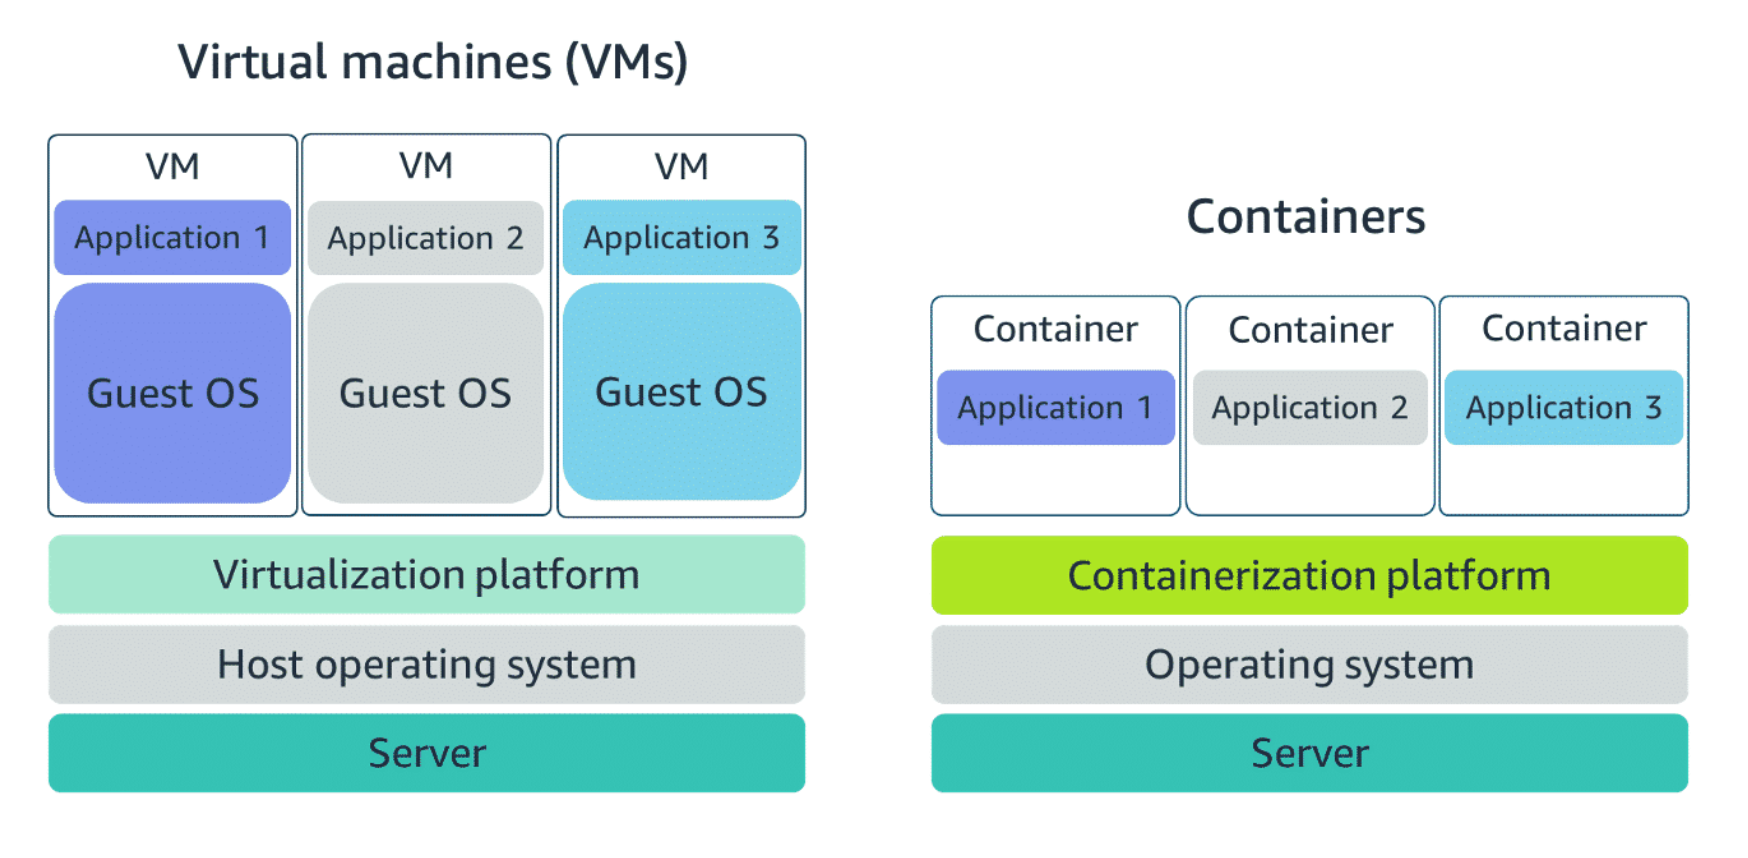 Virtual machines (VMs)
VM
Application 1
Guest OS
VM
Application 2
Guest OS
VM
Application 3
Guest OS
Virtualization platform
Host operating system
Server
Containers
Container
Application 1
Container
Application 2
Container
Application 3
Containerization platform
Operating system
Server